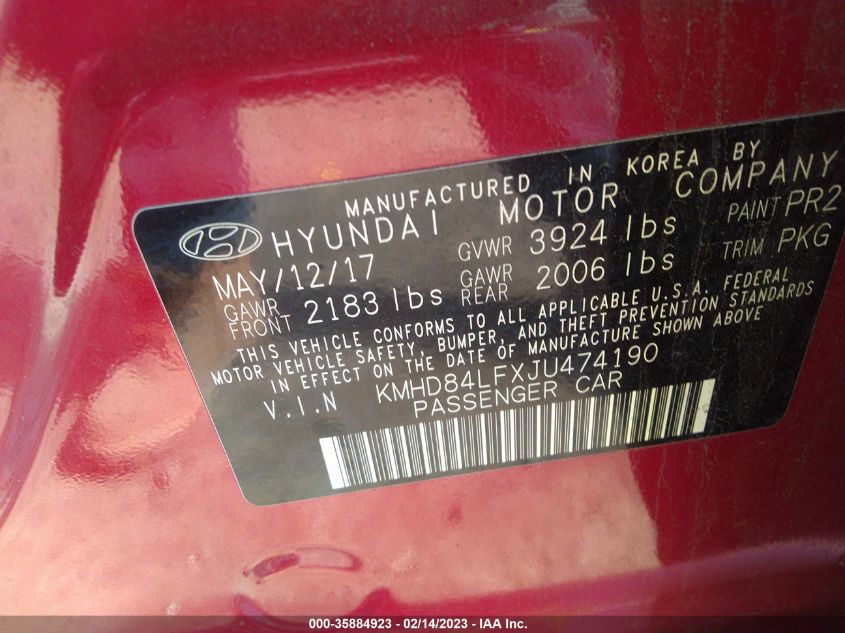 MANUFACTURED IN KOREA BY
HYUNDAI MOTOR COMPANY
MAY/12/17 GVWR 3924 lbs PAINT PR2
GAWR FRONT 2183 lbs GAWR REAR 2006 lbs TRIM PKG
THIS VEHICLE CONFORMS TO ALL APPLICABLE U.S.A. FEDERAL
MOTOR VEHICLE SAFETY, BUMPER, AND THEFT PREVENTION STANDARDS
IN EFFECT ON THE DATE OF MANUFACTURE SHOWN ABOVE
V.I.N KMHD84LFXJU474190
PASSENGER CAR
000-35884923 - 02/14/2023 - IAA Inc.